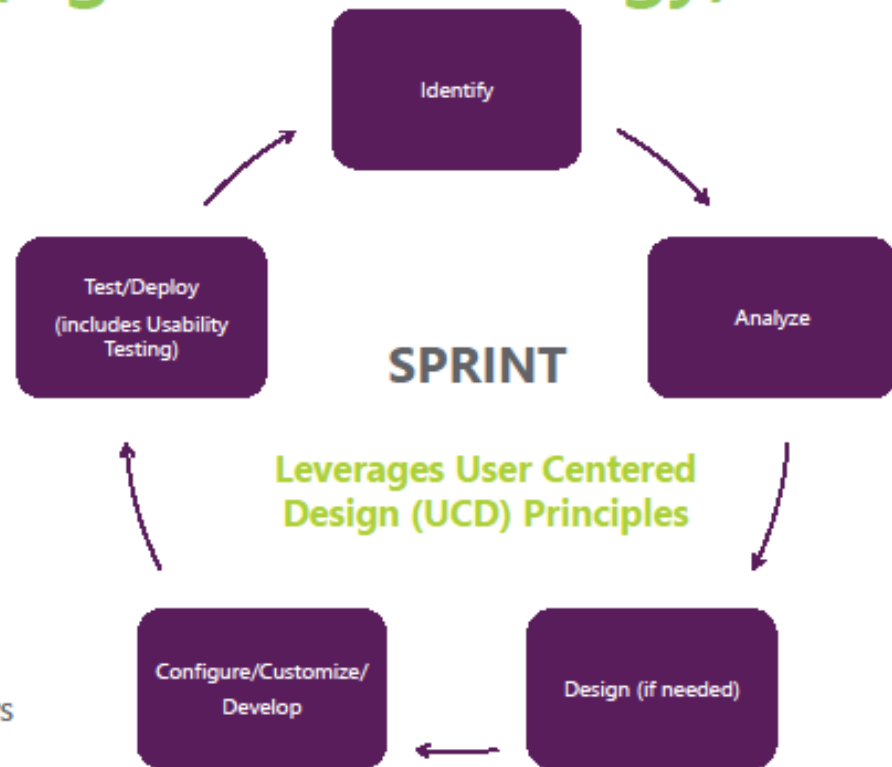 Identify
Test/Deploy
(includes Usability
Testing)
Analyze
SPRINT
Leverages User Centered
Design (UCD) Principles
Configure/Customize/
Develop
Design (if needed)